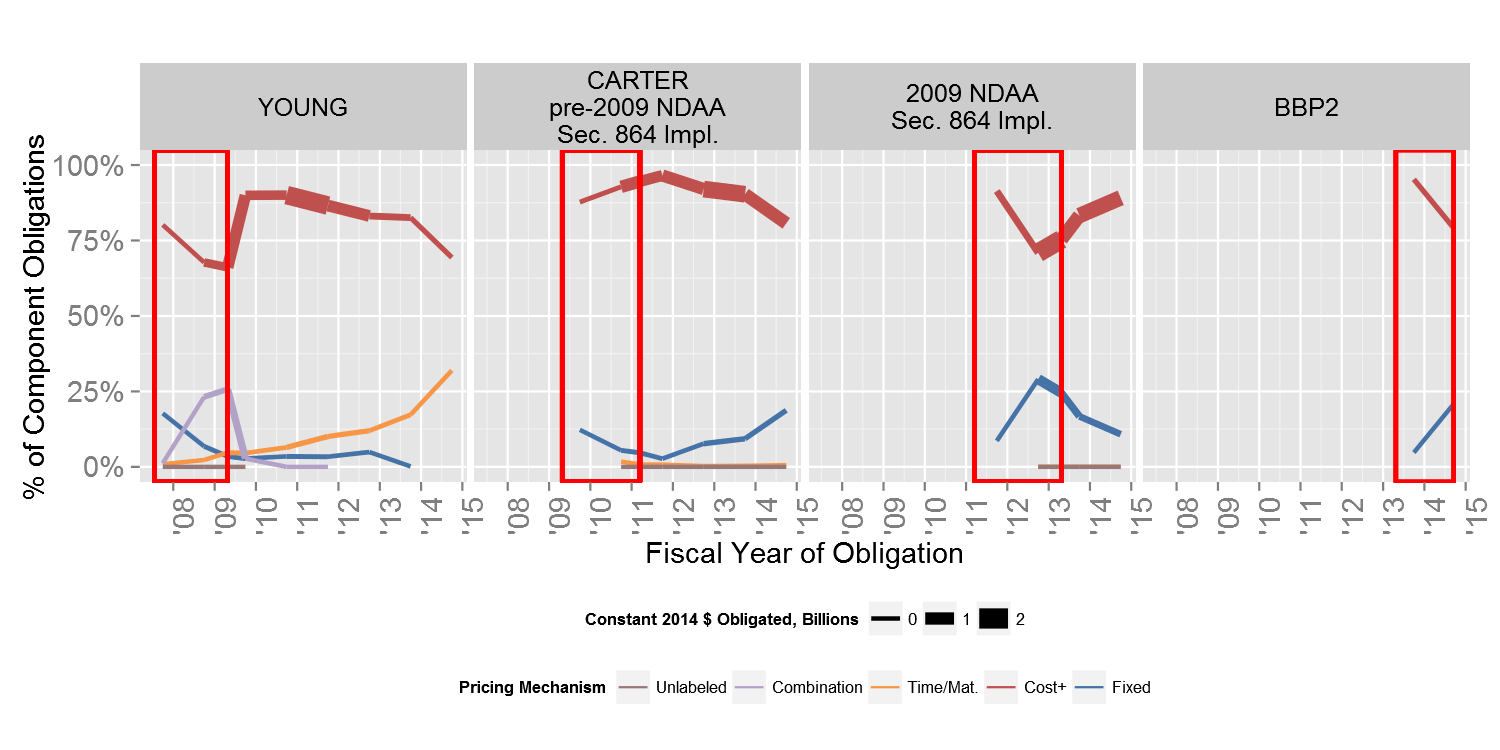 YOUNG
CARTER
pre-2009 NDAA
Sec. 864 Impl.
2009 NDAA
Sec. 864 Impl.
BBP2
% of Component Obligations
100%
75%
50%
25%
0%
'08 '09 '10 '11 '12 '13 '14 '15 '08 '09 '10 '11 '12 '13 '14 '15 '08 '09 '10 '11 '12 '13 '14 '15 '08 '09 '10 '11 '12 '13 '14 '15
Fiscal Year of Obligation
Constant 2014 $ Obligated, Billions 0 1 2
Pricing Mechanism Unlabeled Combination Time/Mat. Cost+ Fixed